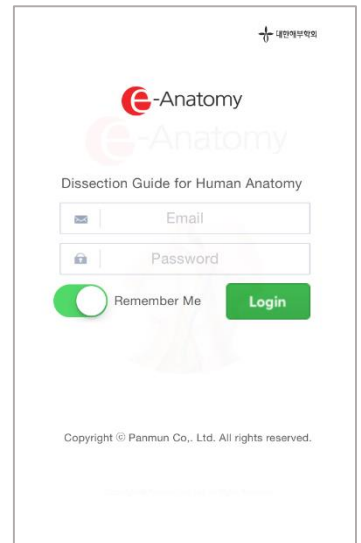 대한해부학회
e-Anatomy
e-Anatomy
Dissection Guide for Human Anatomy
Email
Password
Remember Me
Login
Copyright ⓒ Panmun Co,. Ltd. All rights reserved.